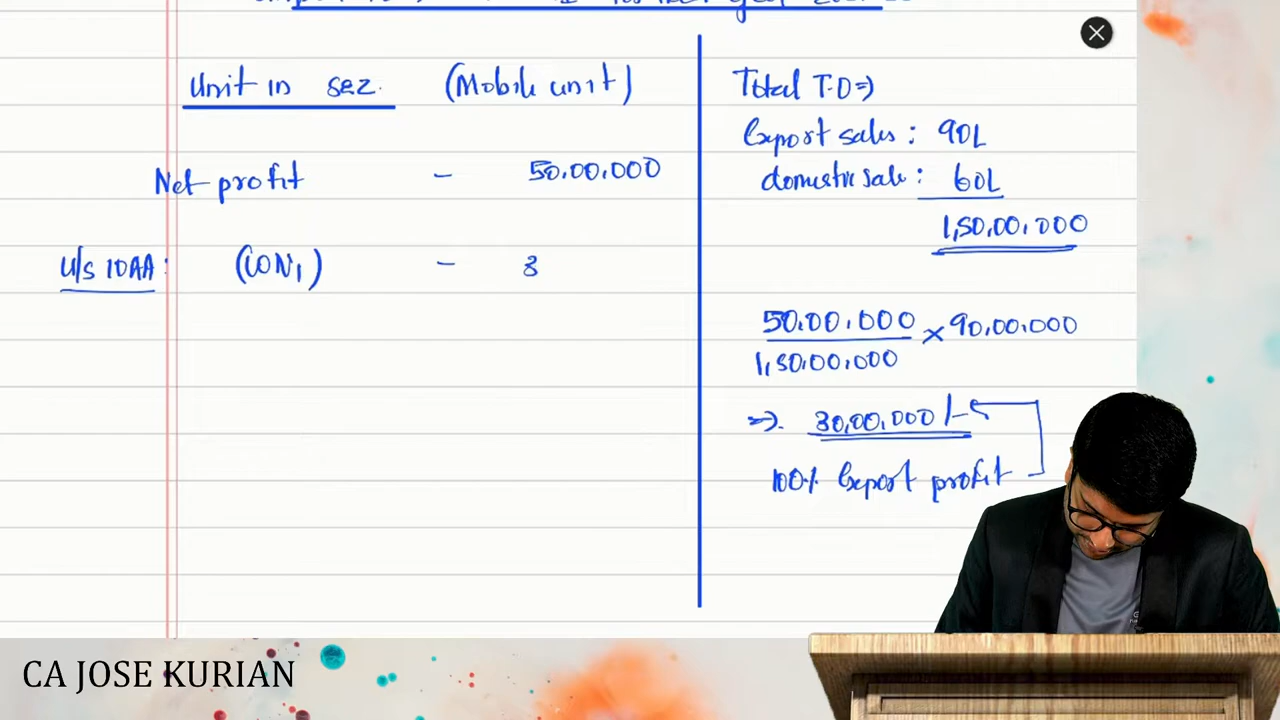 Unit in sez. (Mobile unit)
Net profit - 50,00,000
u/s 10AA: (WN1) - 3
Total T.O ⇒
Export sales: 90L
domestic sale: 60L
1,50,00,000
50,00,000 × 90,00,000
1,50,00,000
⇒. 30,00,000/-
100% Export profit
CA JOSE KURIAN